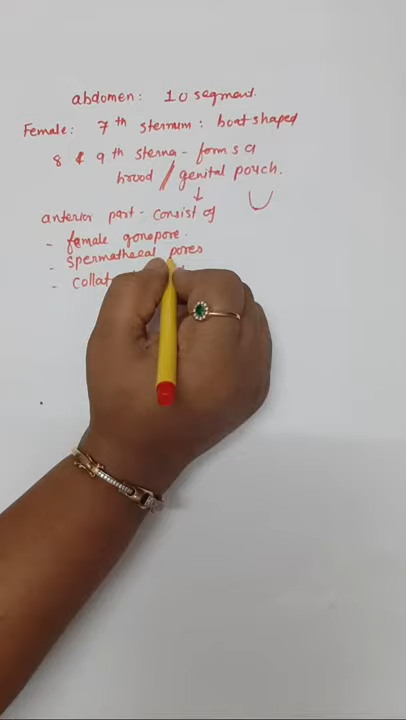 abdomen: 10 segment.
Female: 7th sternum: boat shaped
8 & 9th sterna - forms a
brood / genital pouch.
anterior part - consist of
- female gonopore.
- spermathecal pores
- collat